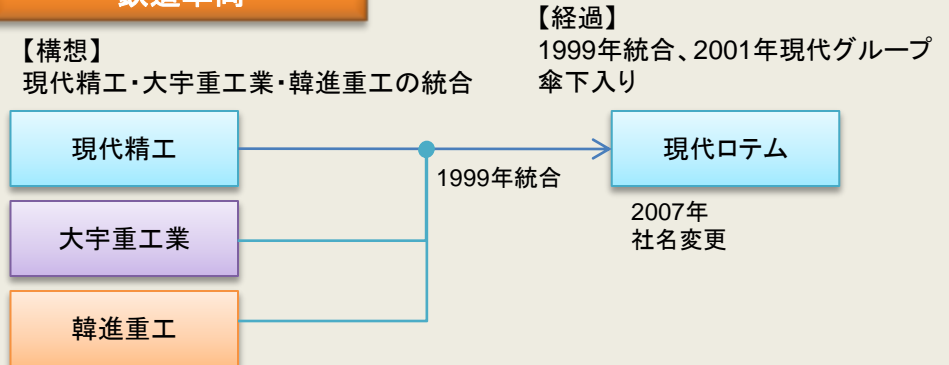 鉄道車両
【構想】
現代精工・大宇重工業・韓進重工の統合
【経過】
1999年統合、2001年現代グループ
傘下入り
現代精工
大宇重工業
韓進重工
1999年統合
現代ロテム
2007年
社名変更